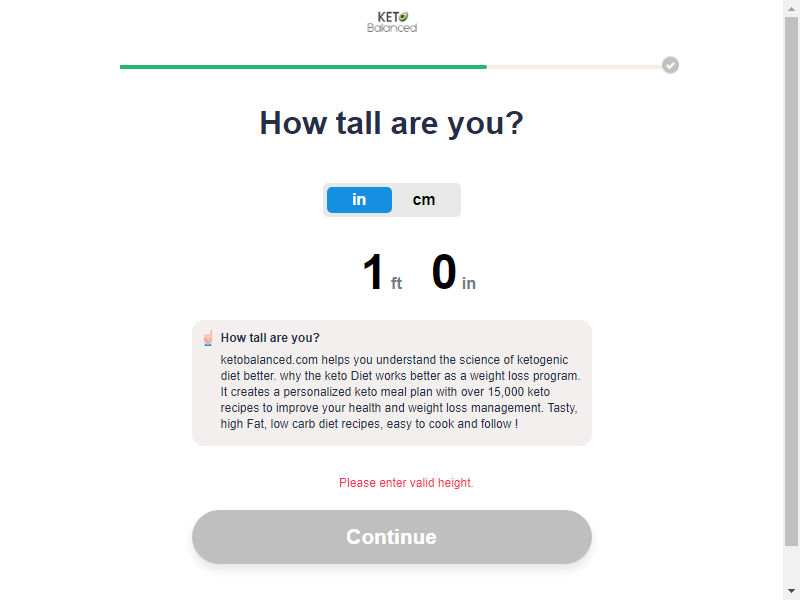 KETO
Balanced
How tall are you?
in cm
1 ft 0 in
How tall are you?
ketobalanced.com helps you understand the science of ketogenic
diet better. why the keto Diet works better as a weight loss program.
It creates a personalized keto meal plan with over 15,000 keto
recipes to improve your health and weight loss management. Tasty,
high Fat, low carb diet recipes, easy to cook and follow !
Please enter valid height.
Continue